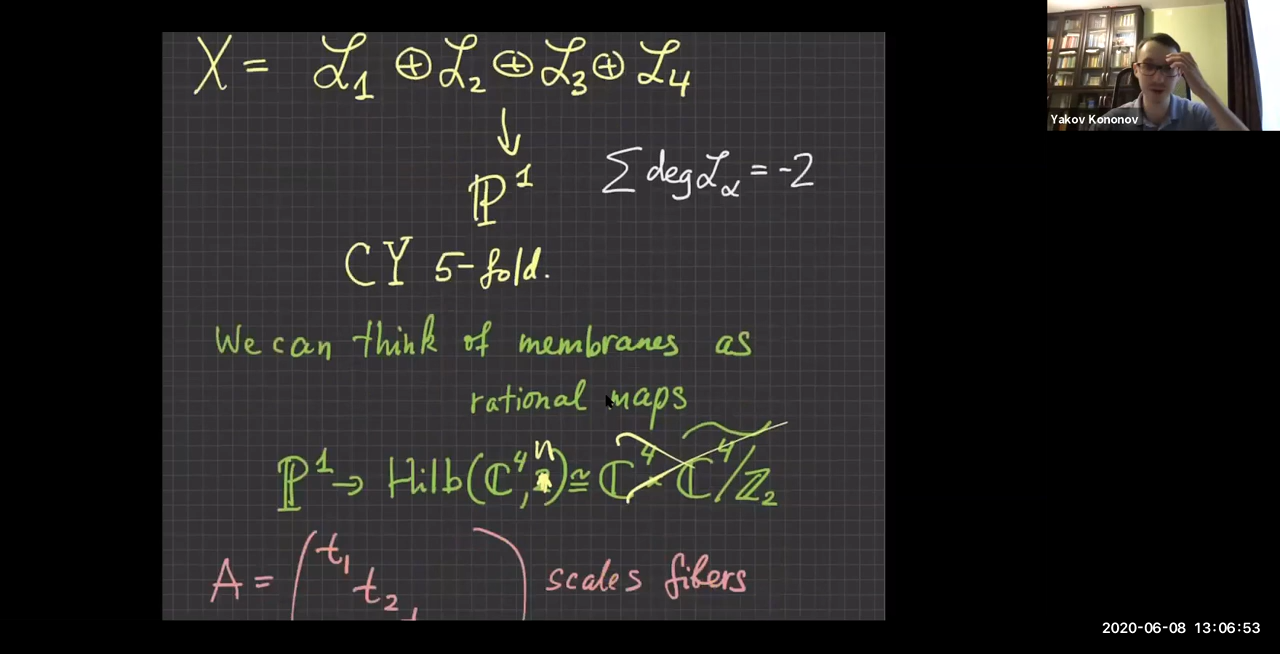 X = ℒ₁ ⊕ ℒ₂ ⊕ ℒ₃ ⊕ ℒ₄
↓
ℙ¹
∑ deg ℒ_α = -2
CY 5-fold.
We can think of membranes as
rational maps
ℙ¹ → Hilb(ℂ⁴, n) ≅ ℂ⁴ × ℂ⁴/ℤ₂
A = ( t₁
t₂
) scales fibers
Yakov Kononov
2020-06-08 13:06:53